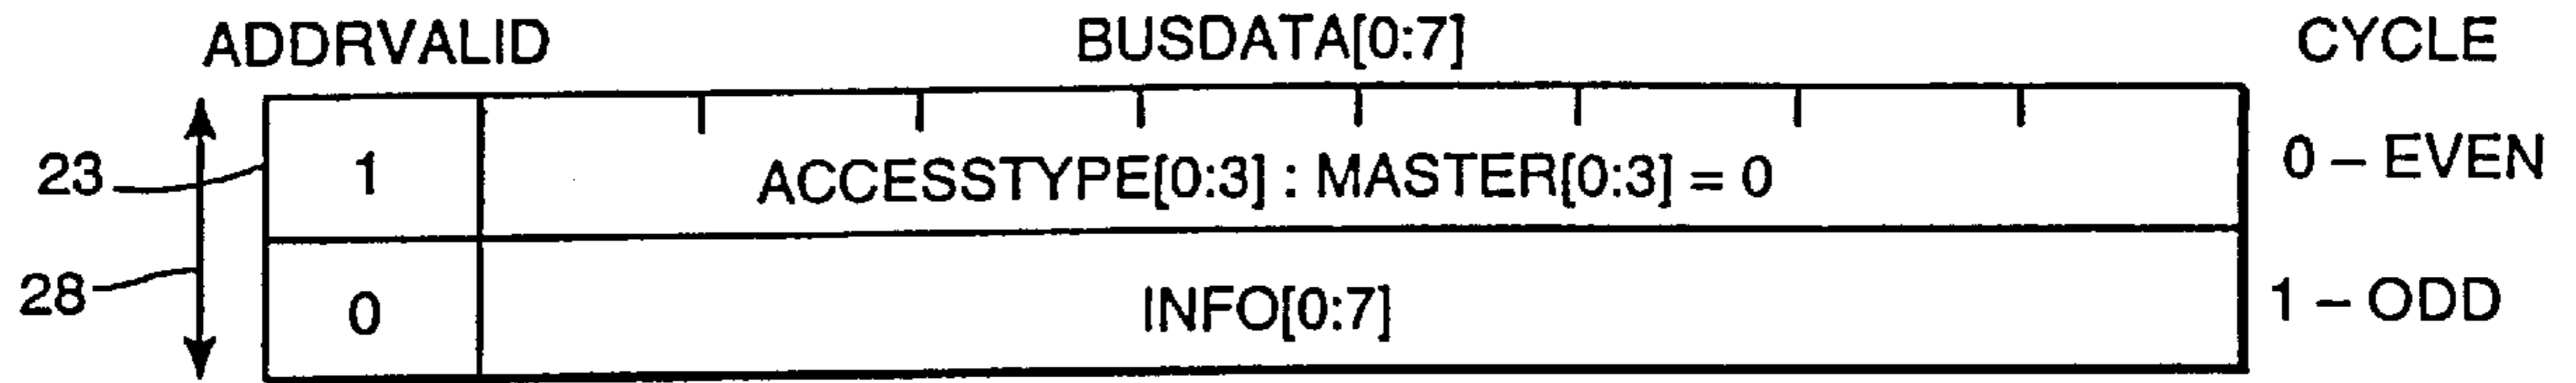 ADDRVALID BUSDATA[0:7] CYCLE
23 1 ACCESSTYPE[0:3] : MASTER[0:3] = 0 0 – EVEN
28 0 INFO[0:7] 1 – ODD